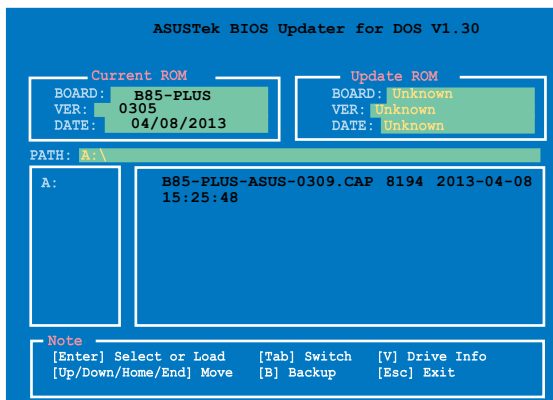 ASUSTek BIOS Updater for DOS V1.30
Current ROM
BOARD: B85-PLUS
VER: 0305
DATE: 04/08/2013
Update ROM
BOARD: Unknown
VER: Unknown
DATE: Unknown
PATH: A:\
A:
B85-PLUS-ASUS-0309.CAP 8194 2013-04-08
15:25:48
Note
[Enter] Select or Load [Tab] Switch [V] Drive Info
[Up/Down/Home/End] Move [B] Backup [Esc] Exit